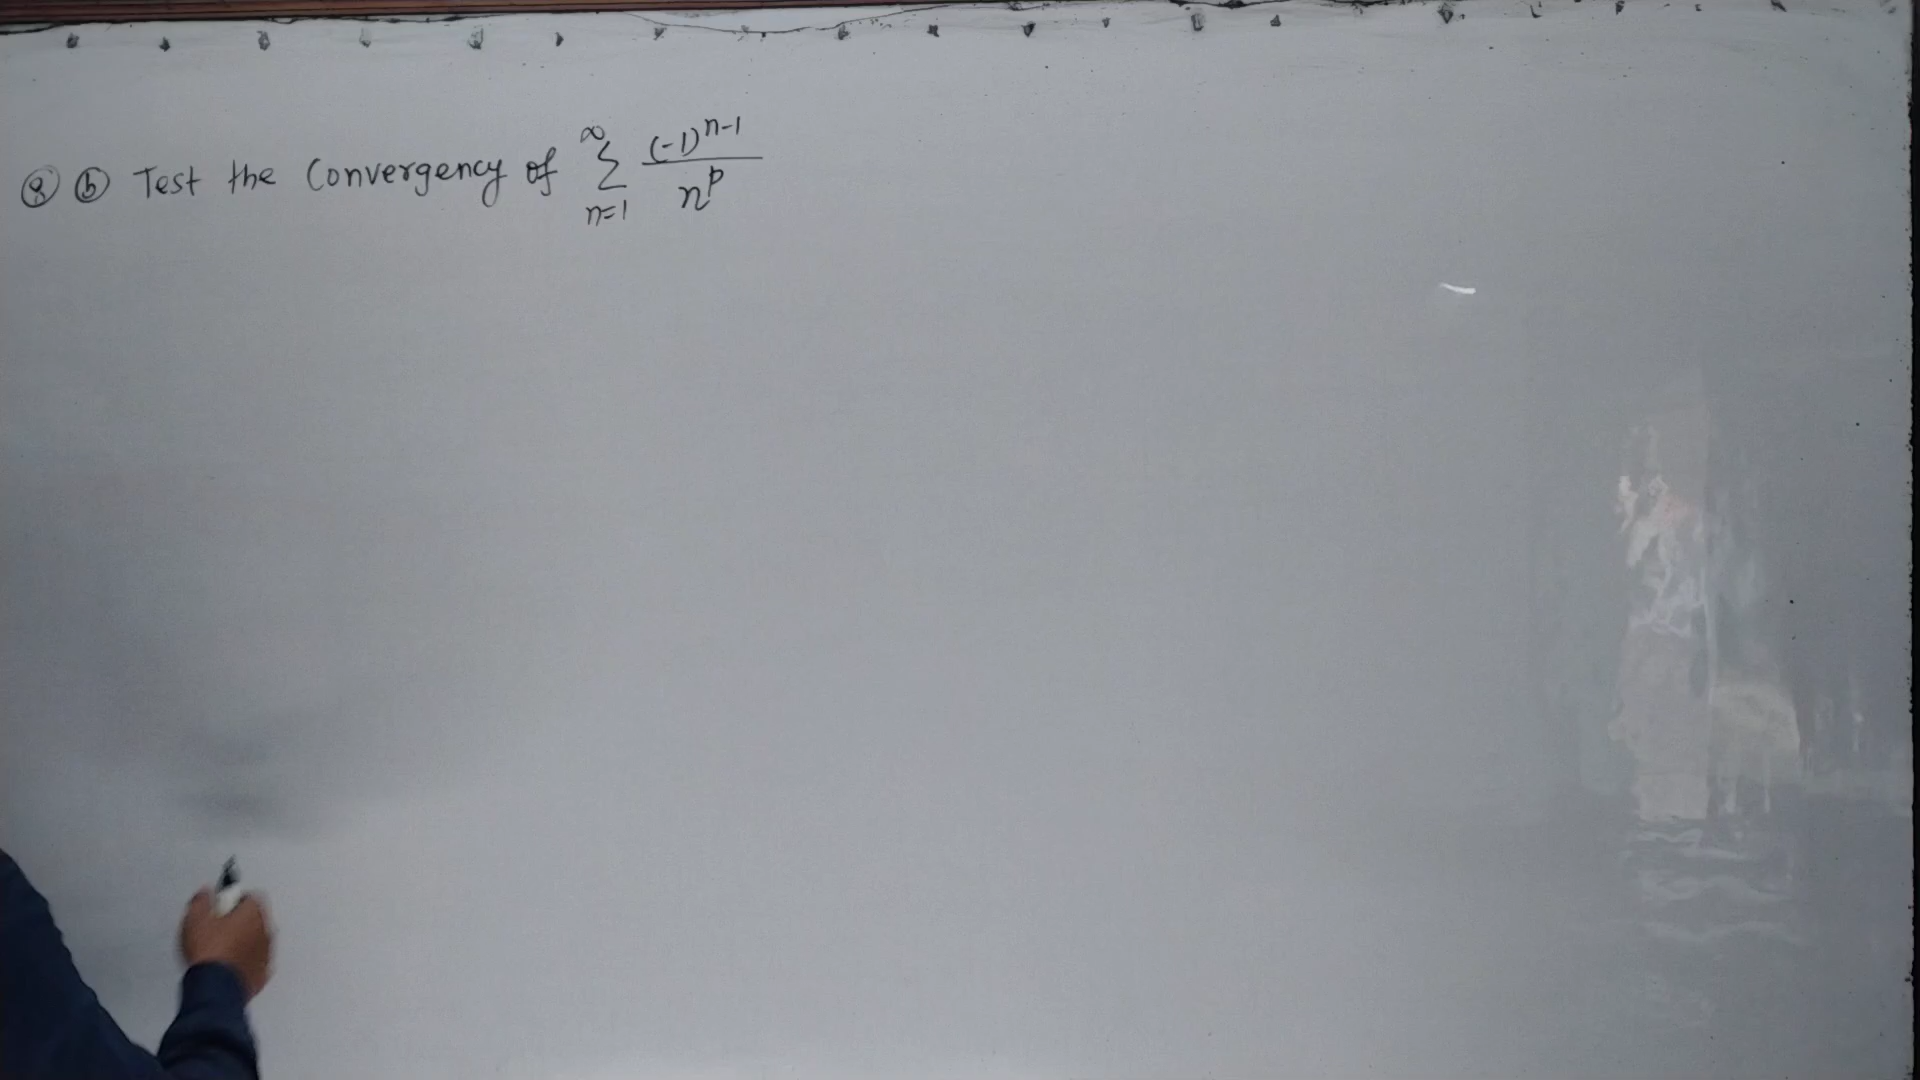 ⑧ ⓑ Test the Convergency of ∞∑n=1 (-1)^n-1 / n^p